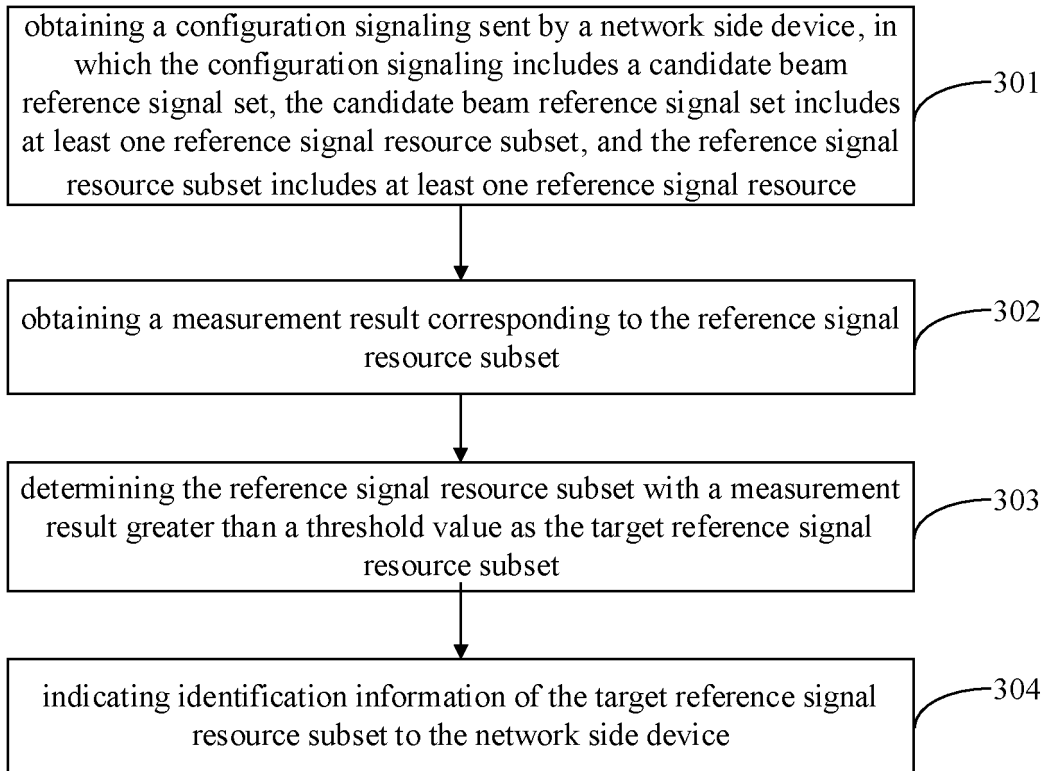 obtaining a configuration signaling sent by a network side device, in
which the configuration signaling includes a candidate beam
reference signal set, the candidate beam reference signal set includes
at least one reference signal resource subset, and the reference signal
resource subset includes at least one reference signal resource
301
obtaining a measurement result corresponding to the reference signal
resource subset
302
determining the reference signal resource subset with a measurement
result greater than a threshold value as the target reference signal
resource subset
303
indicating identification information of the target reference signal
resource subset to the network side device
304